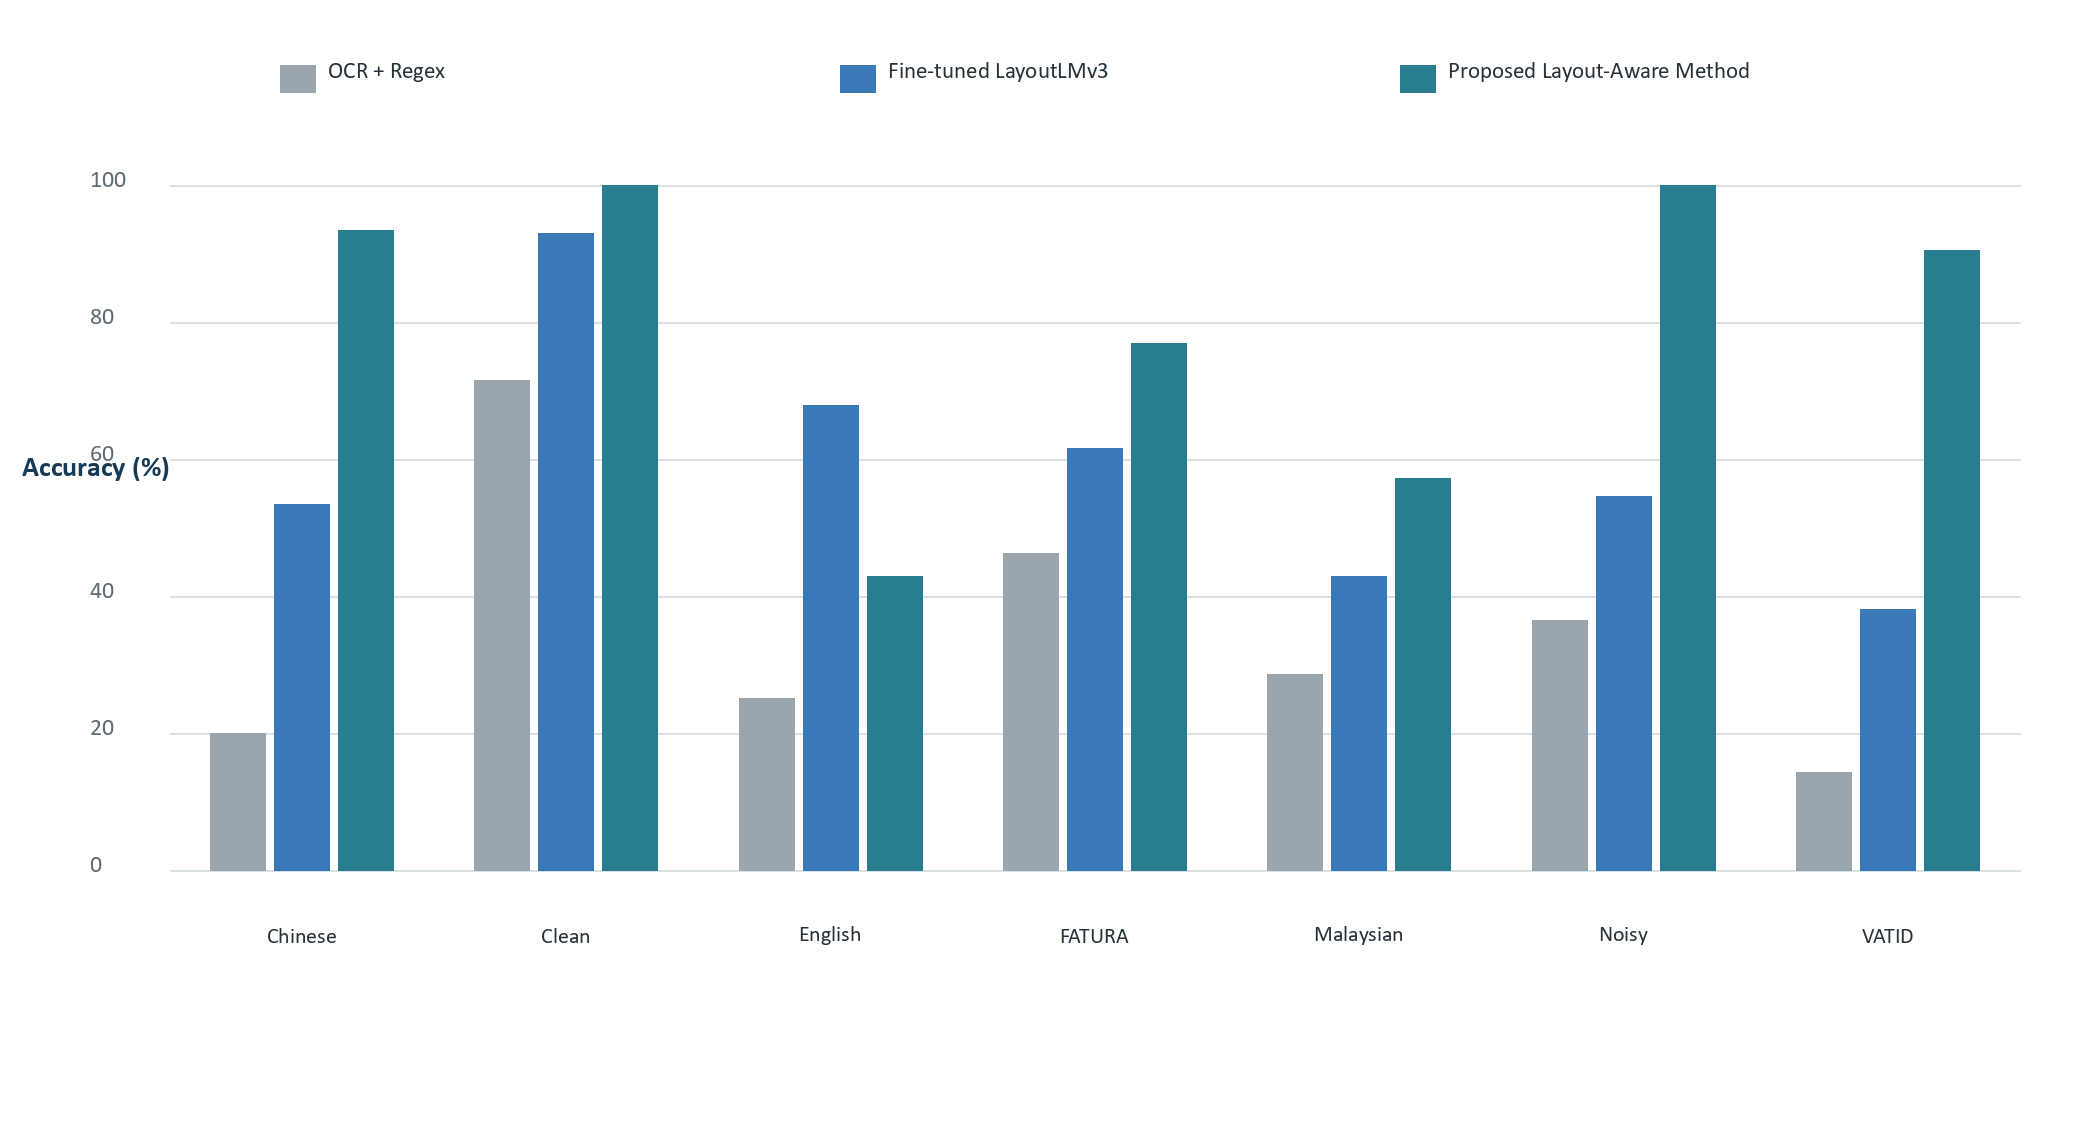 OCR + Regex
Fine-tuned LayoutLMv3
Proposed Layout-Aware Method
100
80
60
Accuracy (%)
40
20
0
Chinese
Clean
English
FATURA
Malaysian
Noisy
VATID